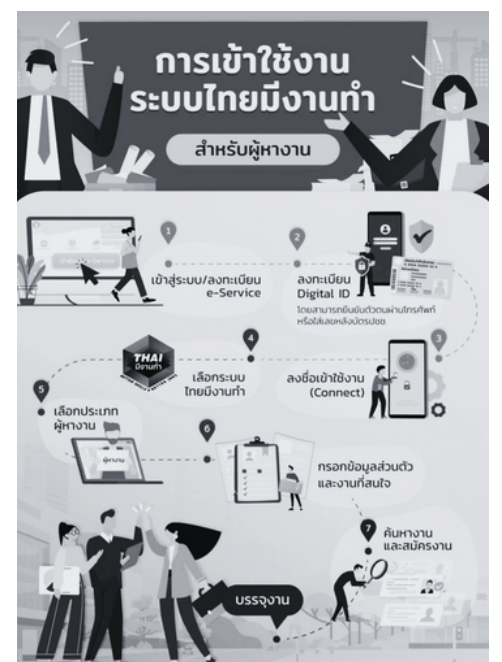 การเข้าใช้งาน
ระบบไทยมีงานทำ
สำหรับผู้หางาน
1
เข้าสู่ระบบ/ลงทะเบียน
e-Service
2
ลงทะเบียน
Digital ID
โดยสามารถยืนยันตัวตนผ่านโทรศัพท์
หรือใส่เลขหลังบัตรปชช.
3
ลงชื่อเข้าใช้งาน
(Connect)
4
เลือกระบบ
ไทยมีงานทำ
THAI
มีงานทำ
5
เลือกประเภท
ผู้หางาน
ผู้หางาน
6
กรอกข้อมูลส่วนตัว
และงานที่สนใจ
7
ค้นหางาน
และสมัครงาน
บรรจุงาน